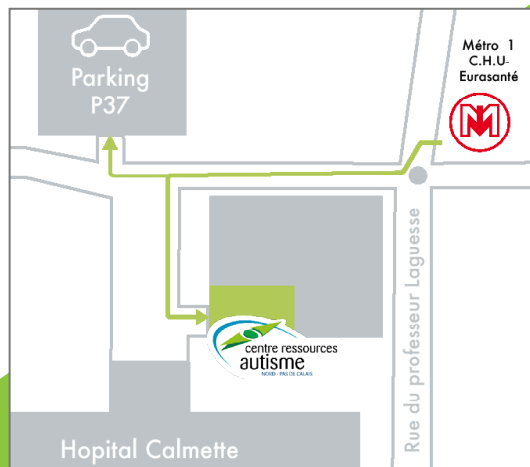 Parking
P37
Métro 1
C.H.U-
Eurasanté
M
Rue du professeur Laguesse
centre ressources
autisme
NORD - PAS DE CALAIS
Hopital Calmette